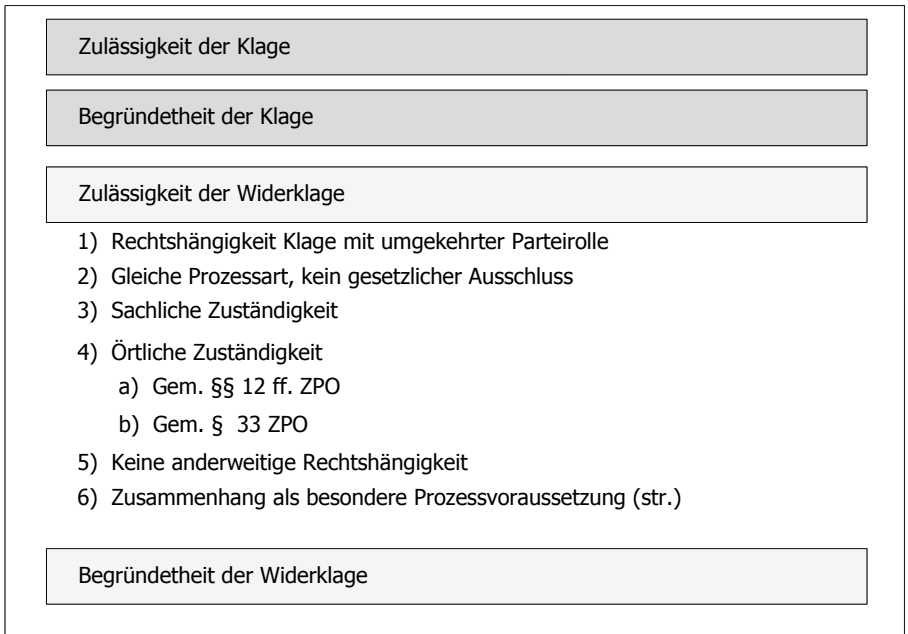 Zulässigkeit der Klage
Begründetheit der Klage
Zulässigkeit der Widerklage
1) Rechtshängigkeit Klage mit umgekehrter Parteirolle
2) Gleiche Prozessart, kein gesetzlicher Ausschluss
3) Sachliche Zuständigkeit
4) Örtliche Zuständigkeit
a) Gem. §§ 12 ff. ZPO
b) Gem. § 33 ZPO
5) Keine anderweitige Rechtshängigkeit
6) Zusammenhang als besondere Prozessvoraussetzung (str.)
Begründetheit der Widerklage